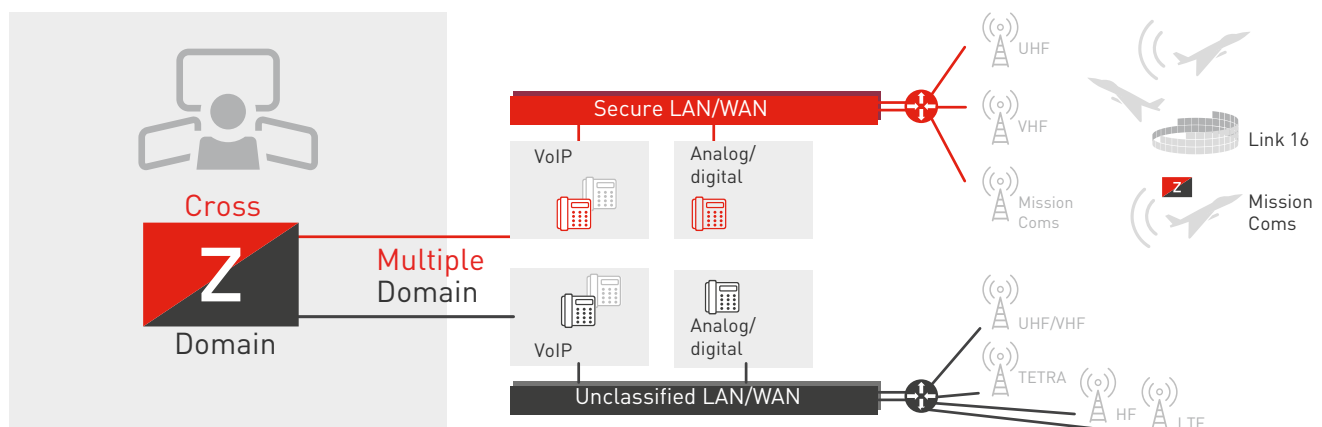 Cross
Z
Domain
Multiple
Domain
Secure LAN/WAN
VoIP
Analog/
digital
VoIP
Analog/
digital
Unclassified LAN/WAN
UHF
VHF
Mission
Coms
Link 16
Z
Mission
Coms
UHF/VHF
TETRA
HF
LTE